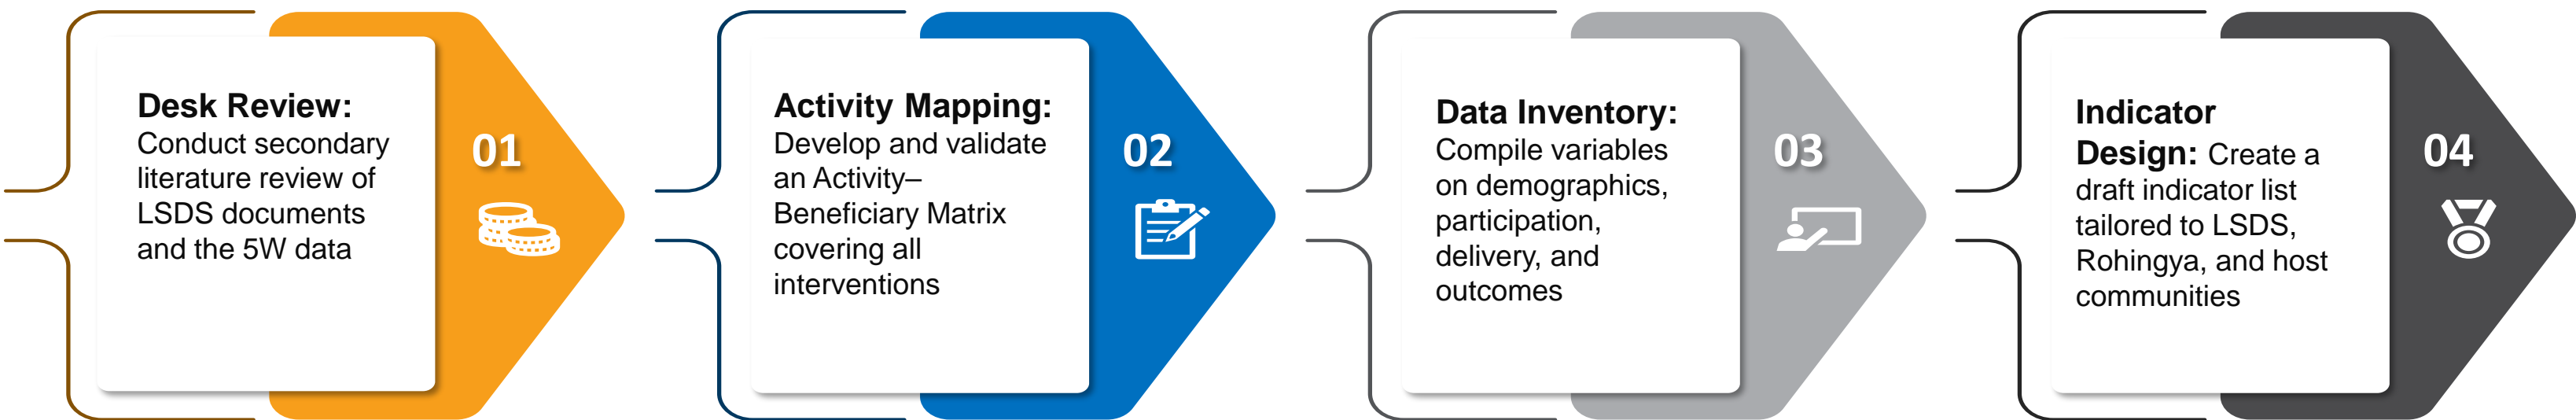 Desk Review:
Conduct secondary
literature review of
LSDS documents
and the 5W data
01
Activity Mapping:
Develop and validate
an Activity–
Beneficiary Matrix
covering all
interventions
02
Data Inventory:
Compile variables
on demographics,
participation,
delivery, and
outcomes
03
Indicator
Design: Create a
draft indicator list
tailored to LSDS,
Rohingya, and host
communities
04